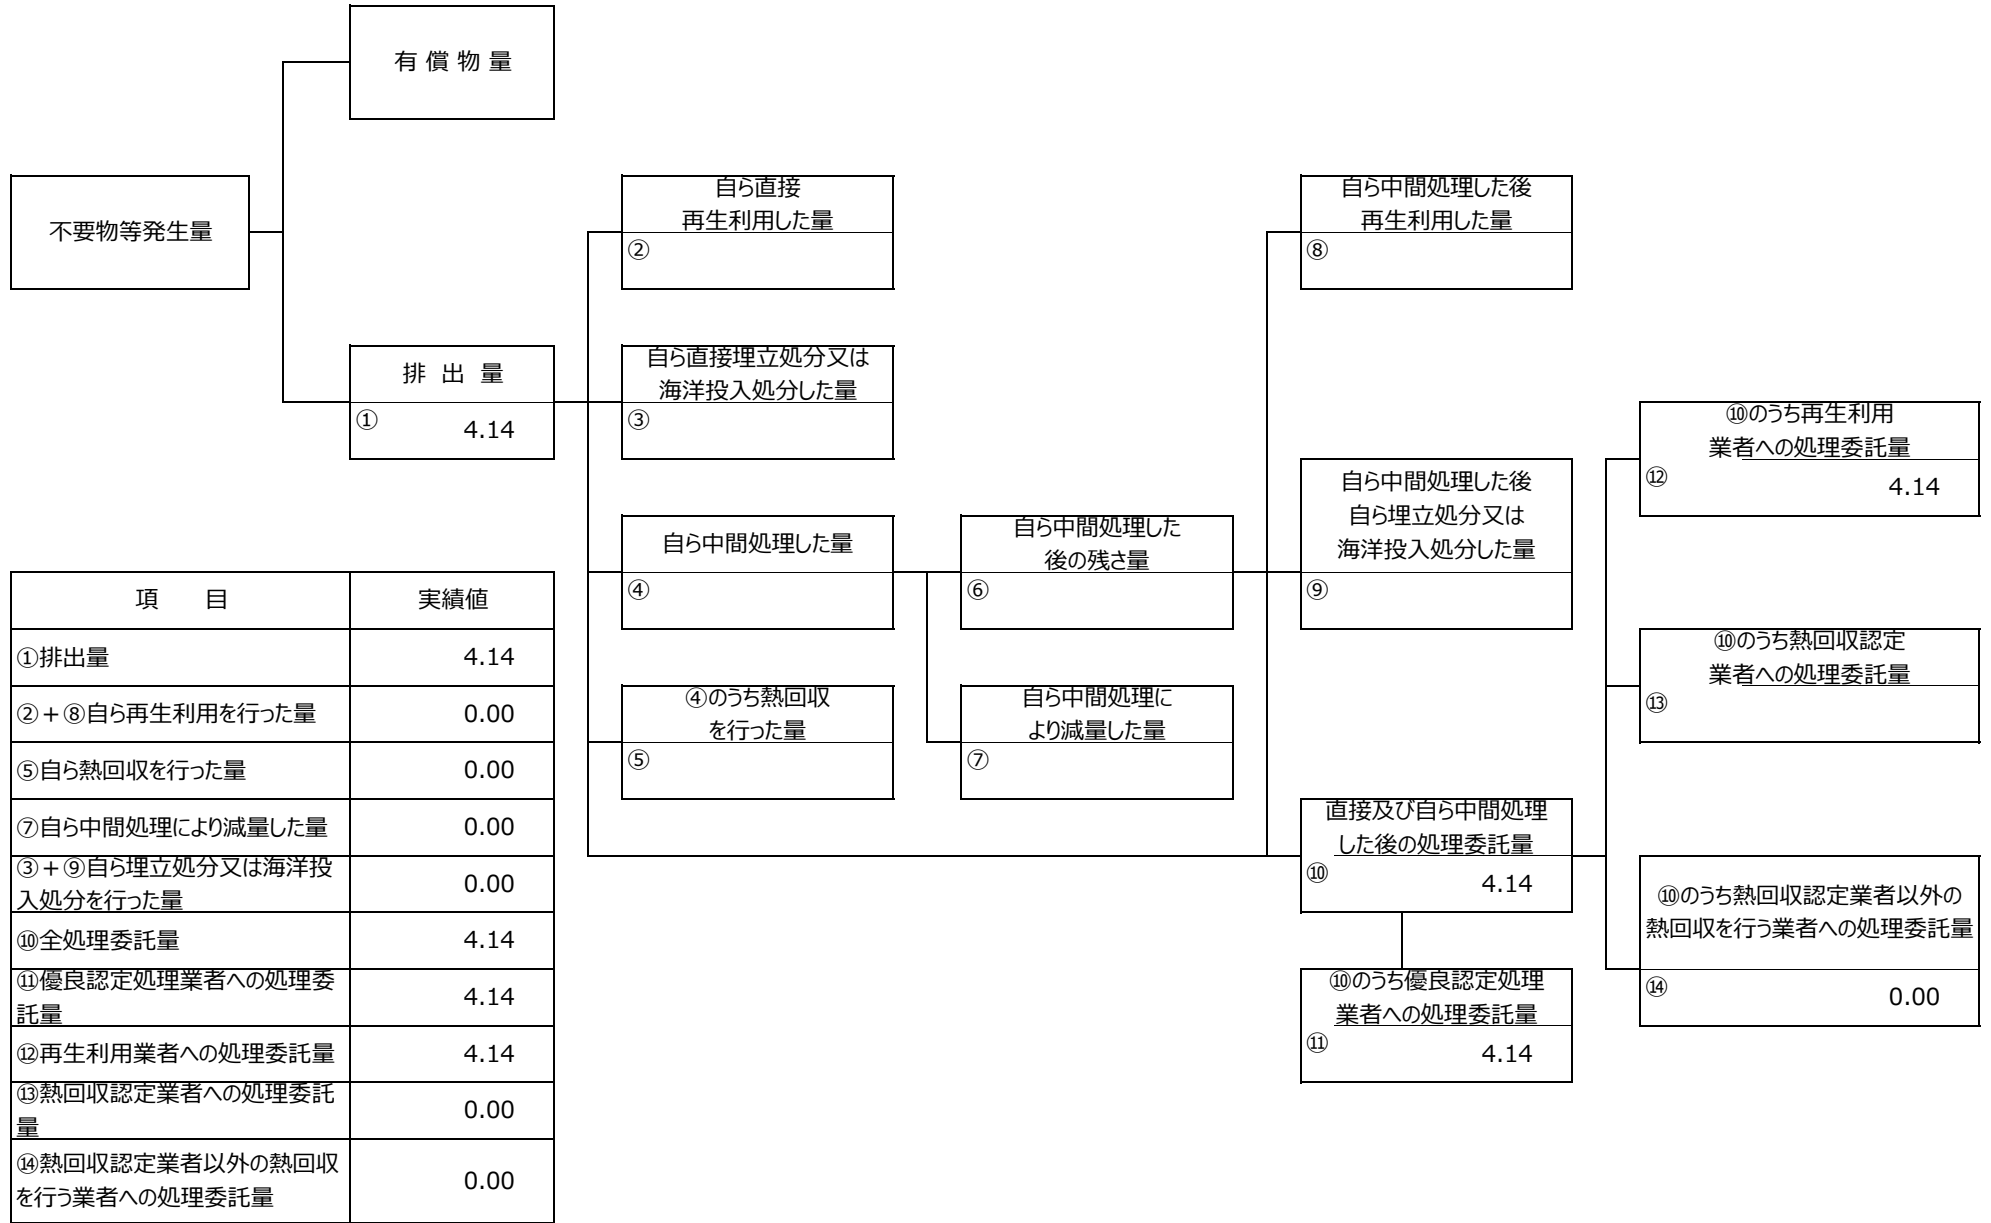 有 償 物 量
不要物等発生量
排 出 量
①
4.14
自ら直接
再生利用した量
②
自ら直接埋立処分又は
海洋投入処分した量
③
自ら中間処理した量
④
④のうち熱回収
を行った量
⑤
自ら中間処理した
後の残さ量
⑥
自ら中間処理に
より減量した量
⑦
自ら中間処理した後
再生利用した量
⑧
自ら中間処理した後
自ら埋立処分又は
海洋投入処分した量
⑨
直接及び自ら中間処理
した後の処理委託量
⑩
4.14
⑩のうち優良認定処理
業者への処理委託量
⑪
4.14
⑩のうち再生利用
業者への処理委託量
⑫
4.14
⑩のうち熱回収認定
業者への処理委託量
⑬
⑩のうち熱回収認定業者以外の
熱回収を行う業者への処理委託量
⑭
0.00
項 目 実績値
①排出量 4.14
②+⑧自ら再生利用を行った量 0.00
⑤自ら熱回収を行った量 0.00
⑦自ら中間処理により減量した量 0.00
③+⑨自ら埋立処分又は海洋投
入処分を行った量 0.00
⑩全処理委託量 4.14
⑪優良認定処理業者への処理委
託量 4.14
⑫再生利用業者への処理委託量 4.14
⑬熱回収認定業者への処理委託
量 0.00
⑭熱回収認定業者以外の熱回収
を行う業者への処理委託量 0.00